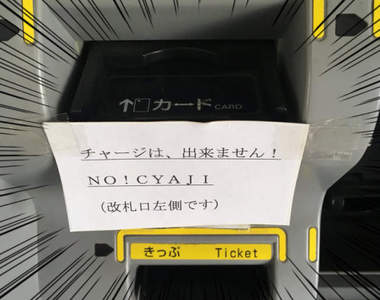 ↑カード CARD
チャージは、出来ません！
NO！CYAJI
（改札口左側です）
きっぷ Ticket